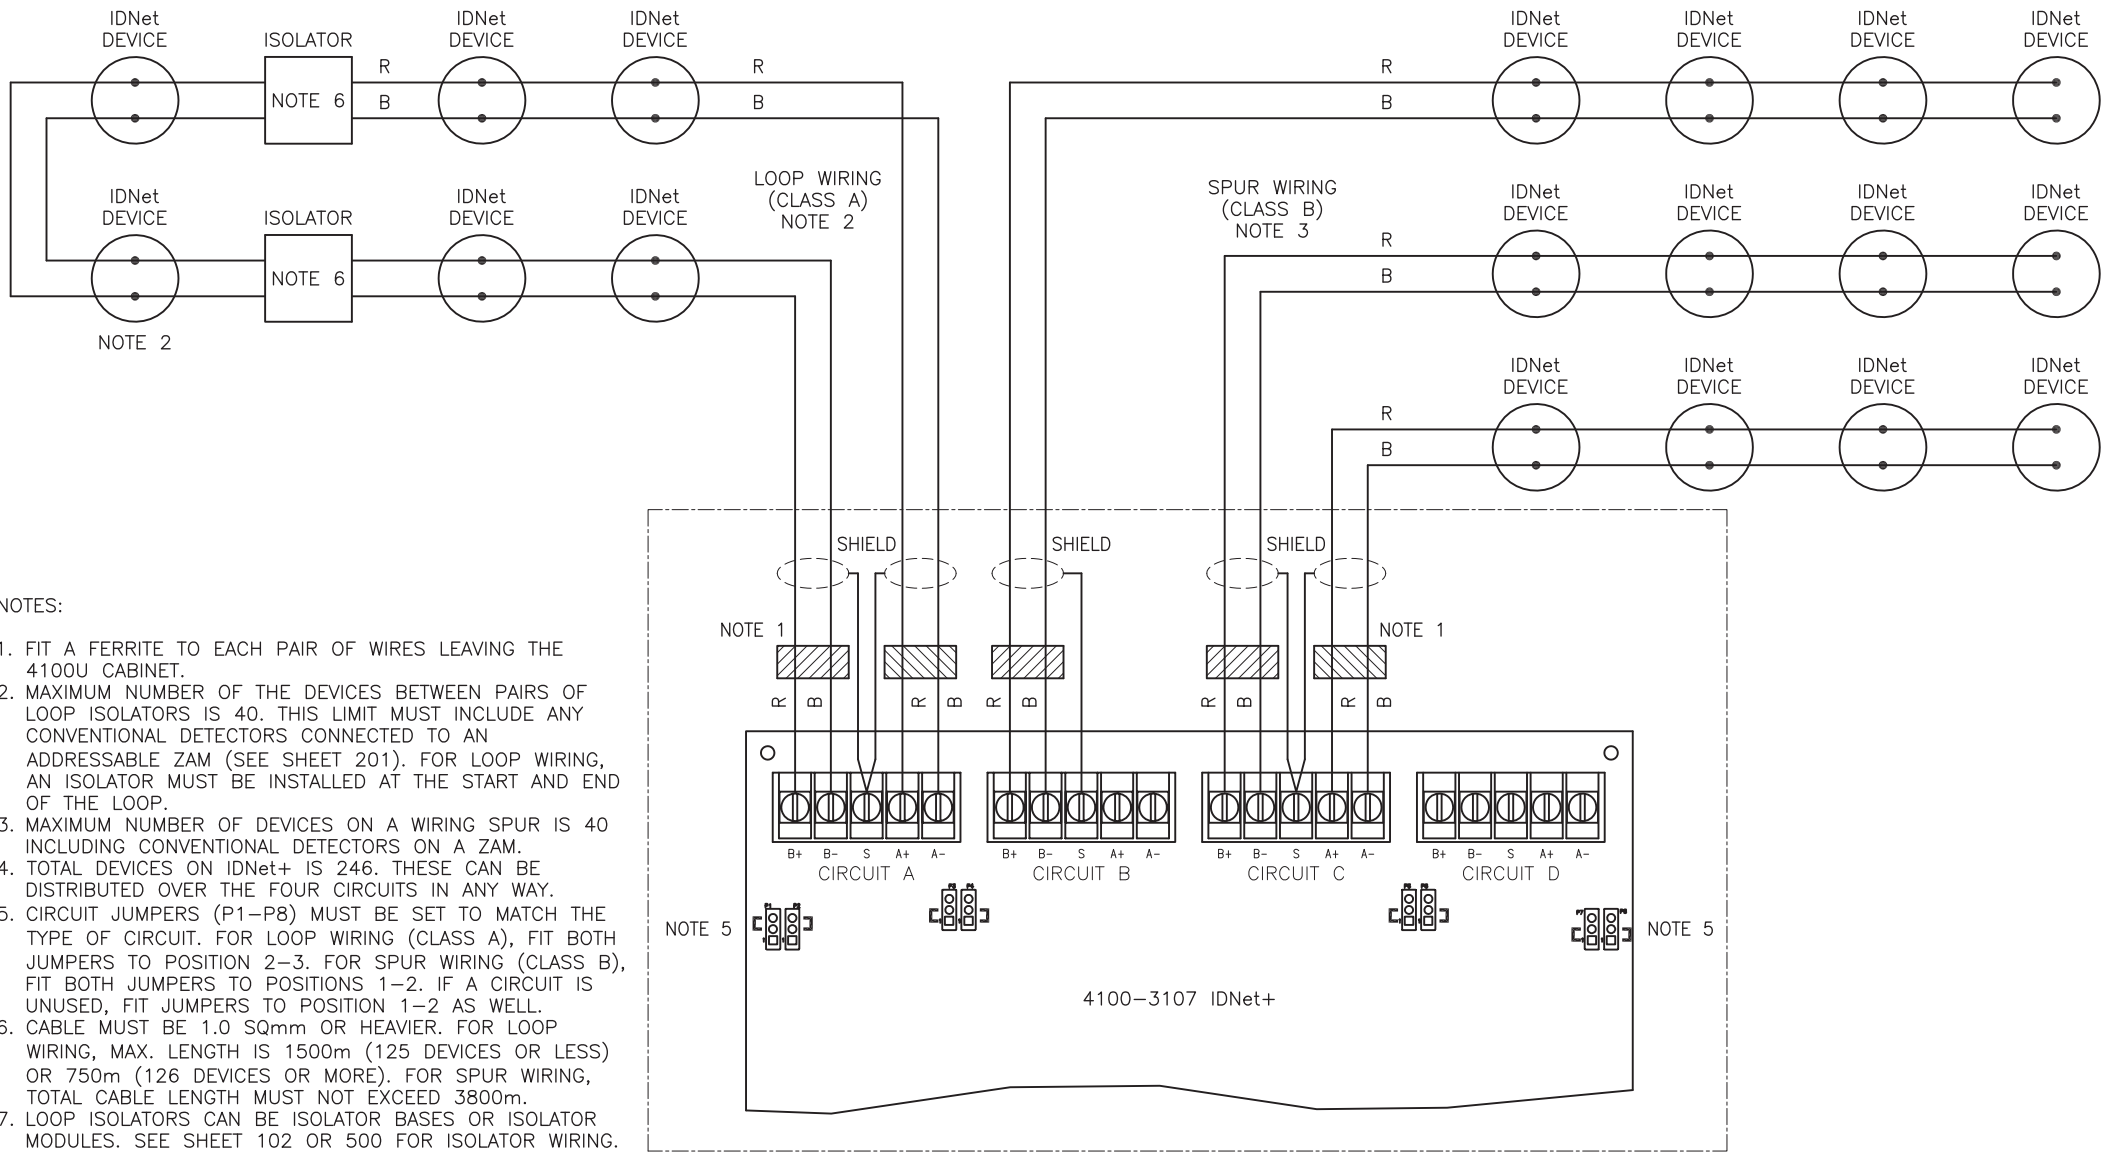 IDNet IDNet IDNet IDNet IDNet IDNet IDNet
DEVICE ISOLATOR DEVICE DEVICE DEVICE DEVICE DEVICE DEVICE
R R R
NOTE 6 B B B
LOOP WIRING
(CLASS A)
NOTE 2
SPUR WIRING
(CLASS B)
NOTE 3
IDNet IDNet IDNet
DEVICE ISOLATOR DEVICE DEVICE
NOTE 6
NOTE 2
IDNet IDNet IDNet IDNet
DEVICE DEVICE DEVICE DEVICE
R
B
IDNet IDNet IDNet IDNet
DEVICE DEVICE DEVICE DEVICE
R
B
SHIELD SHIELD SHIELD
NOTE 1 NOTE 1
R B R B R B R B R B
B+ B- S A+ A- B+ B- S A+ A- B+ B- S A+ A- B+ B- S A+ A-
CIRCUIT A CIRCUIT B CIRCUIT C CIRCUIT D
P1 P2 P3 P4 P7
NOTE 5 NOTE 5
4100-3107 IDNet+
NOTES:
1. FIT A FERRITE TO EACH PAIR OF WIRES LEAVING THE
4100U CABINET.
2. MAXIMUM NUMBER OF THE DEVICES BETWEEN PAIRS OF
LOOP ISOLATORS IS 40. THIS LIMIT MUST INCLUDE ANY
CONVENTIONAL DETECTORS CONNECTED TO AN
ADDRESSABLE ZAM (SEE SHEET 201). FOR LOOP WIRING,
AN ISOLATOR MUST BE INSTALLED AT THE START AND END
OF THE LOOP.
3. MAXIMUM NUMBER OF DEVICES ON A WIRING SPUR IS 40
INCLUDING CONVENTIONAL DETECTORS ON A ZAM.
4. TOTAL DEVICES ON IDNet+ IS 246. THESE CAN BE
DISTRIBUTED OVER THE FOUR CIRCUITS IN ANY WAY.
5. CIRCUIT JUMPERS (P1-P8) MUST BE SET TO MATCH THE
TYPE OF CIRCUIT. FOR LOOP WIRING (CLASS A), FIT BOTH
JUMPERS TO POSITION 2-3. FOR SPUR WIRING (CLASS B),
FIT BOTH JUMPERS TO POSITIONS 1-2. IF A CIRCUIT IS
UNUSED, FIT JUMPERS TO POSITION 1-2 AS WELL.
6. CABLE MUST BE 1.0 SQmm OR HEAVIER. FOR LOOP
WIRING, MAX. LENGTH IS 1500m (125 DEVICES OR LESS)
OR 750m (126 DEVICES OR MORE). FOR SPUR WIRING,
TOTAL CABLE LENGTH MUST NOT EXCEED 3800m.
7. LOOP ISOLATORS CAN BE ISOLATOR BASES OR ISOLATOR
MODULES. SEE SHEET 102 OR 500 FOR ISOLATOR WIRING.